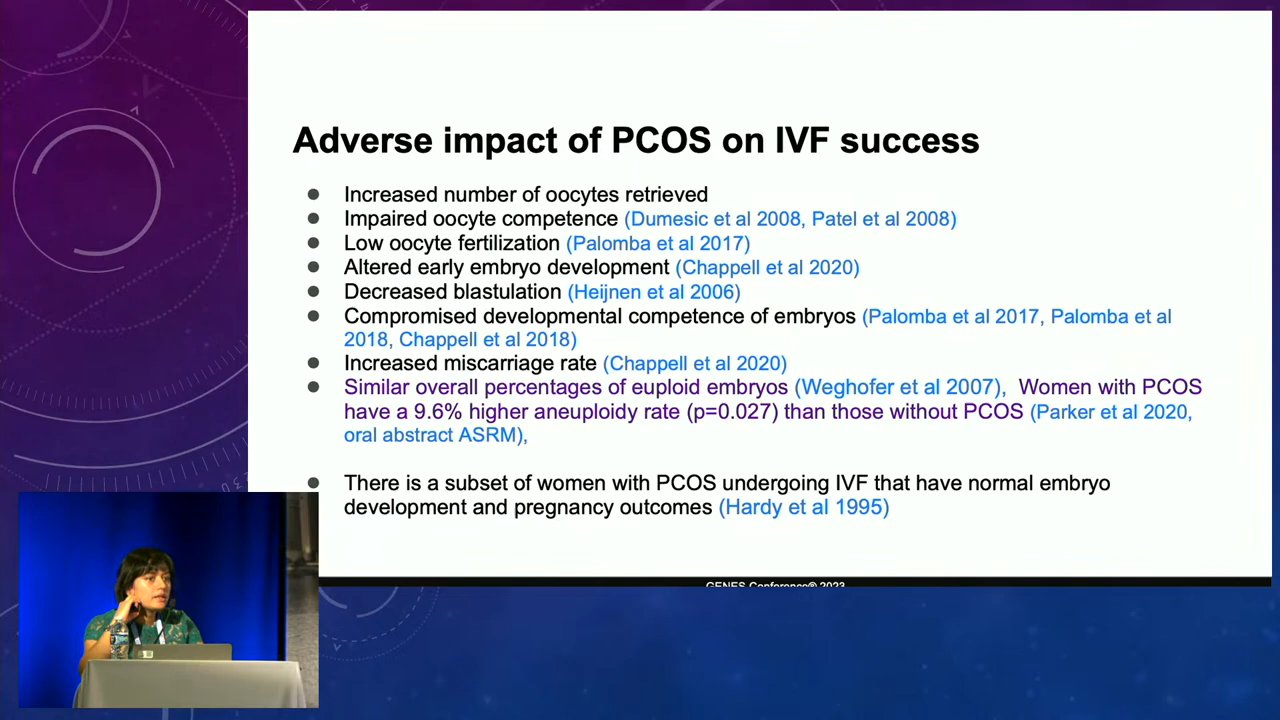 Adverse impact of PCOS on IVF success
● Increased number of oocytes retrieved
● Impaired oocyte competence (Dumesic et al 2008, Patel et al 2008)
● Low oocyte fertilization (Palomba et al 2017)
● Altered early embryo development (Chappell et al 2020)
● Decreased blastulation (Heijnen et al 2006)
● Compromised developmental competence of embryos (Palomba et al 2017, Palomba et al
2018, Chappell et al 2018)
● Increased miscarriage rate (Chappell et al 2020)
● Similar overall percentages of euploid embryos (Weghofer et al 2007), Women with PCOS
have a 9.6% higher aneuploidy rate (p=0.027) than those without PCOS (Parker et al 2020,
oral abstract ASRM),
● There is a subset of women with PCOS undergoing IVF that have normal embryo
development and pregnancy outcomes (Hardy et al 1995)
GENES Conference® 2023